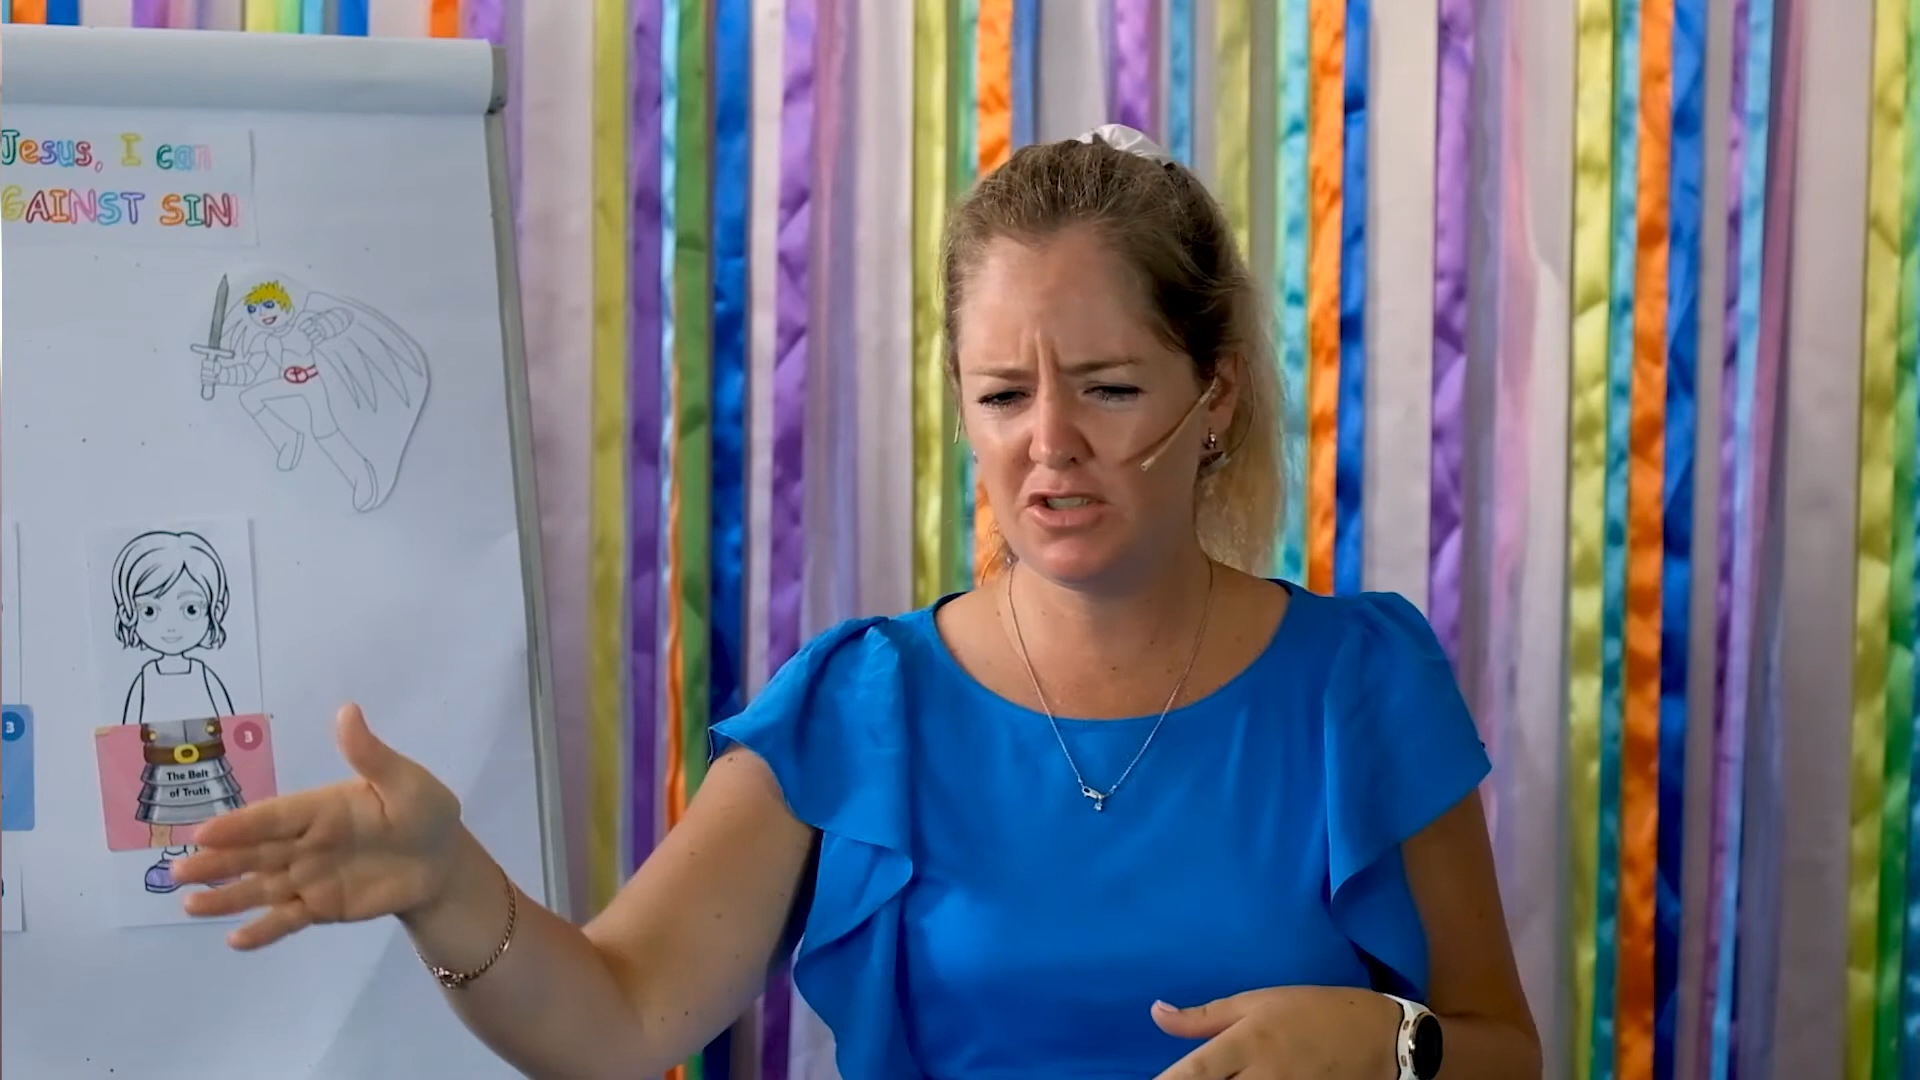 Jesus, I can
GAINST SIN!
3
3
The Belt
of Truth